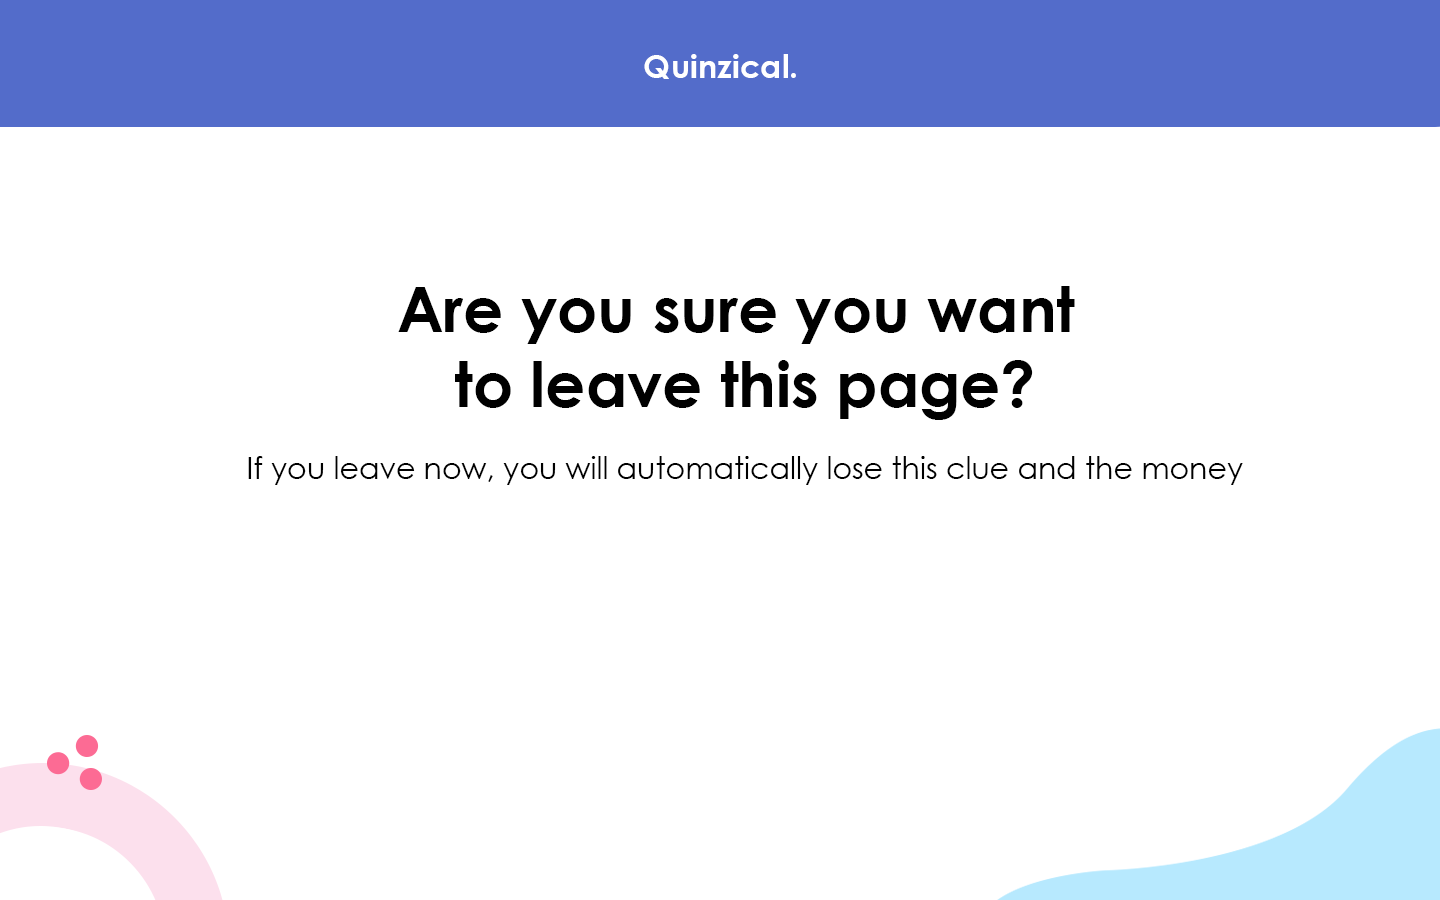 Quinzical.
Are you sure you want
to leave this page?
If you leave now, you will automatically lose this clue and the money